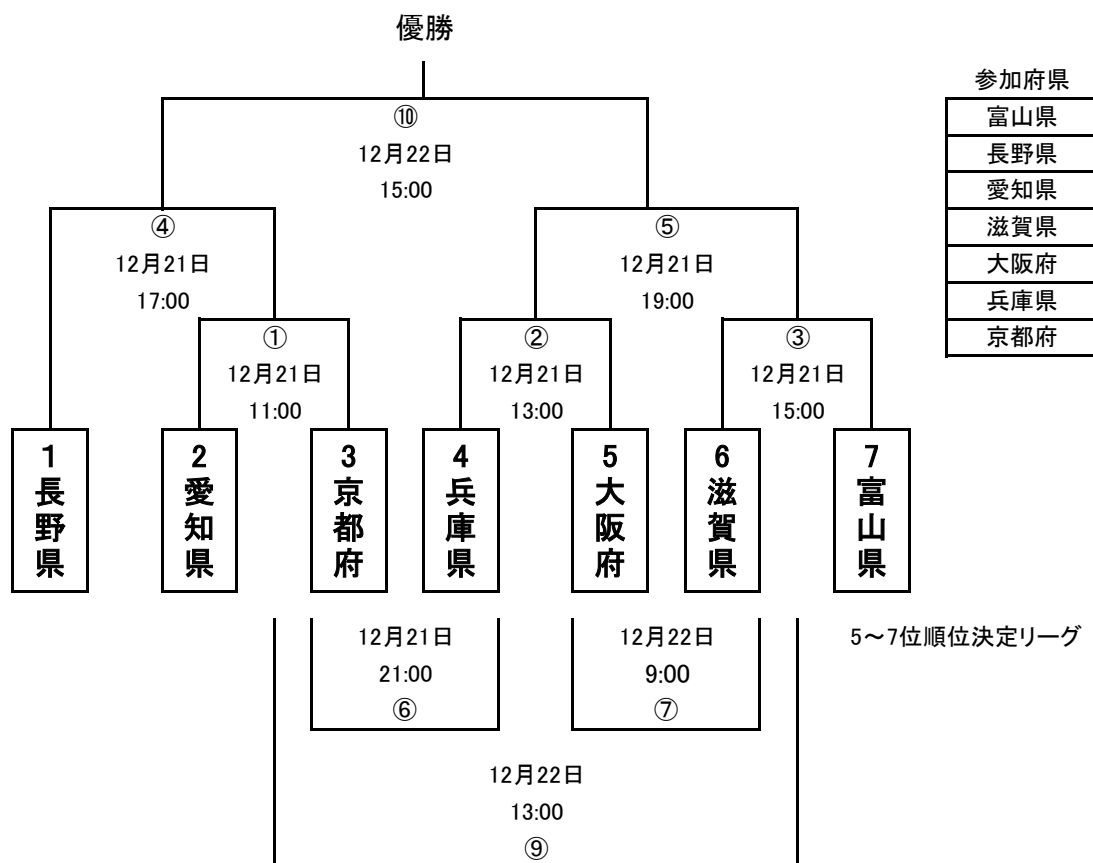 優勝
⑩
12月22日
15:00
④
12月21日
17:00
⑤
12月21日
19:00
①
12月21日
11:00
②
12月21日
13:00
③
12月21日
15:00
1長野県
2愛知県
3京都府
4兵庫県
5大阪府
6滋賀県
7富山県
12月21日
21:00
⑥
12月22日
9:00
⑦
5～7位順位決定リーグ
12月22日
13:00
⑨
参加府県
富山県
長野県
愛知県
滋賀県
大阪府
兵庫県
京都府